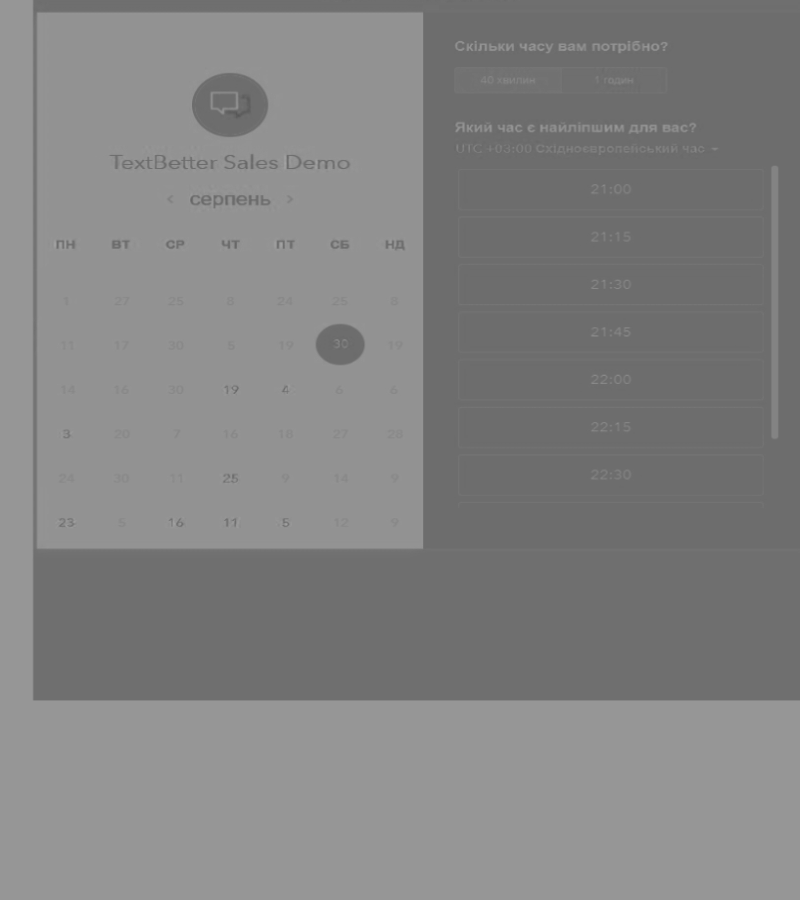 TextBetter Sales Demo
< серпень >
ПН ВТ СР ЧТ ПТ СБ НД
1 27 25 8 24 25 8
11 17 30 5 19 30 19
14 16 30 19 4 6 6
3 20 7 16 18 27 28
24 30 11 25 9 14 9
23 5 16 11 5 12 9
Скільки часу вам потрібно?
40 хвилин 1 годин
Який час є найліпшим для вас?
UTC +03:00 Східноєвропейський час
21:00
21:15
21:30
21:45
22:00
22:15
22:30